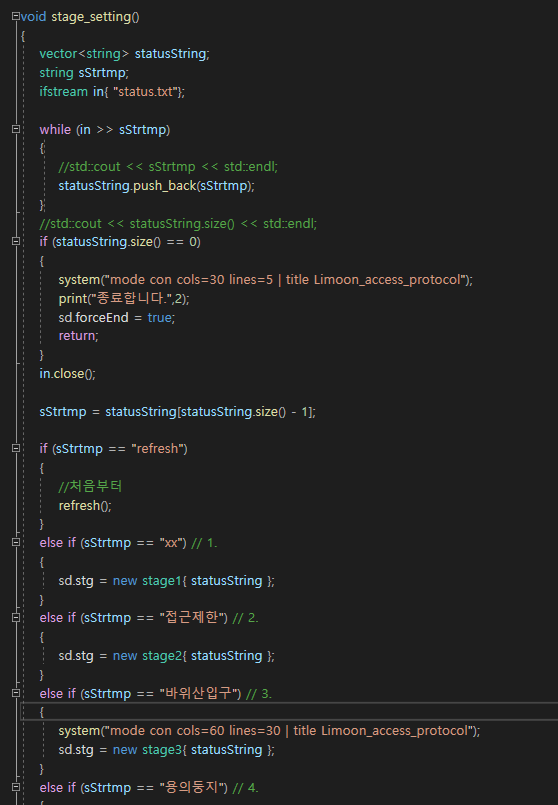 void stage_setting()
{
vector<string> statusString;
string sStrtmp;
ifstream in{ "status.txt"};
while (in >> sStrtmp)
{
//std::cout << sStrtmp << std::endl;
statusString.push_back(sStrtmp);
}
//std::cout << statusString.size() << std::endl;
if (statusString.size() == 0)
{
system("mode con cols=30 lines=5 | title Limoon_access_protocol");
print("종료합니다.",2);
sd.forceEnd = true;
return;
}
in.close();
sStrtmp = statusString[statusString.size() - 1];
if (sStrtmp == "refresh")
{
//처음부터
refresh();
}
else if (sStrtmp == "xx") // 1.
{
sd.stg = new stage1{ statusString };
}
else if (sStrtmp == "접근제한") // 2.
{
sd.stg = new stage2{ statusString };
}
else if (sStrtmp == "바위산입구") // 3.
{
system("mode con cols=60 lines=30 | title Limoon_access_protocol");
sd.stg = new stage3{ statusString };
}
else if (sStrtmp == "용의둥지") // 4.
{